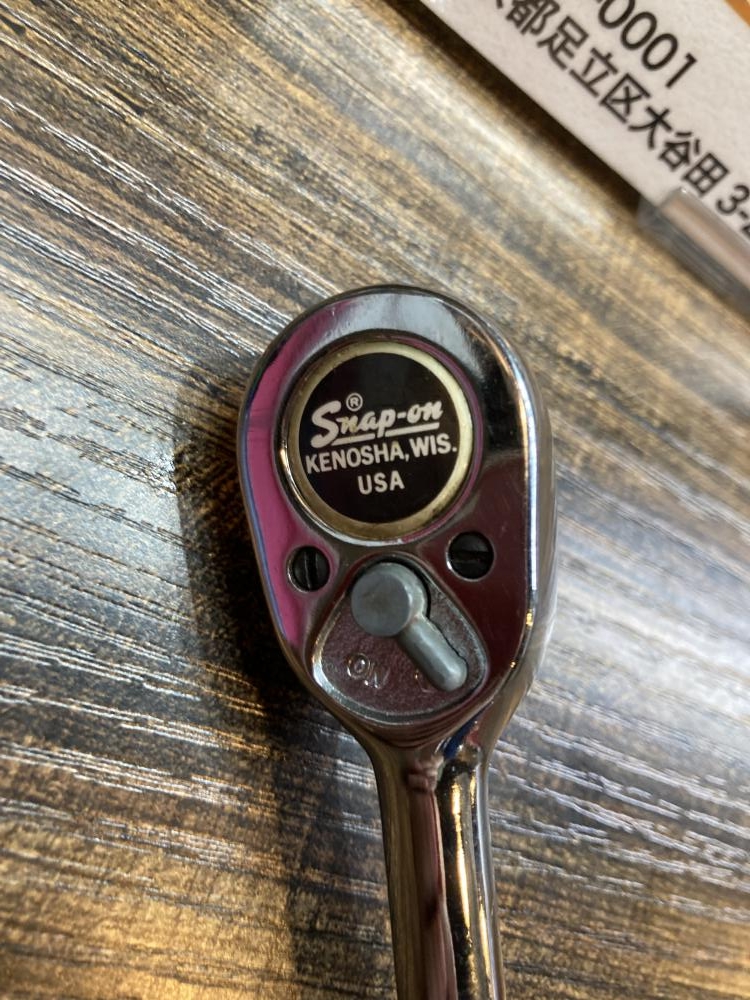 0001
都足立区大谷田 3-
Snap-on®
KENOSHA, WIS.
USA
ON